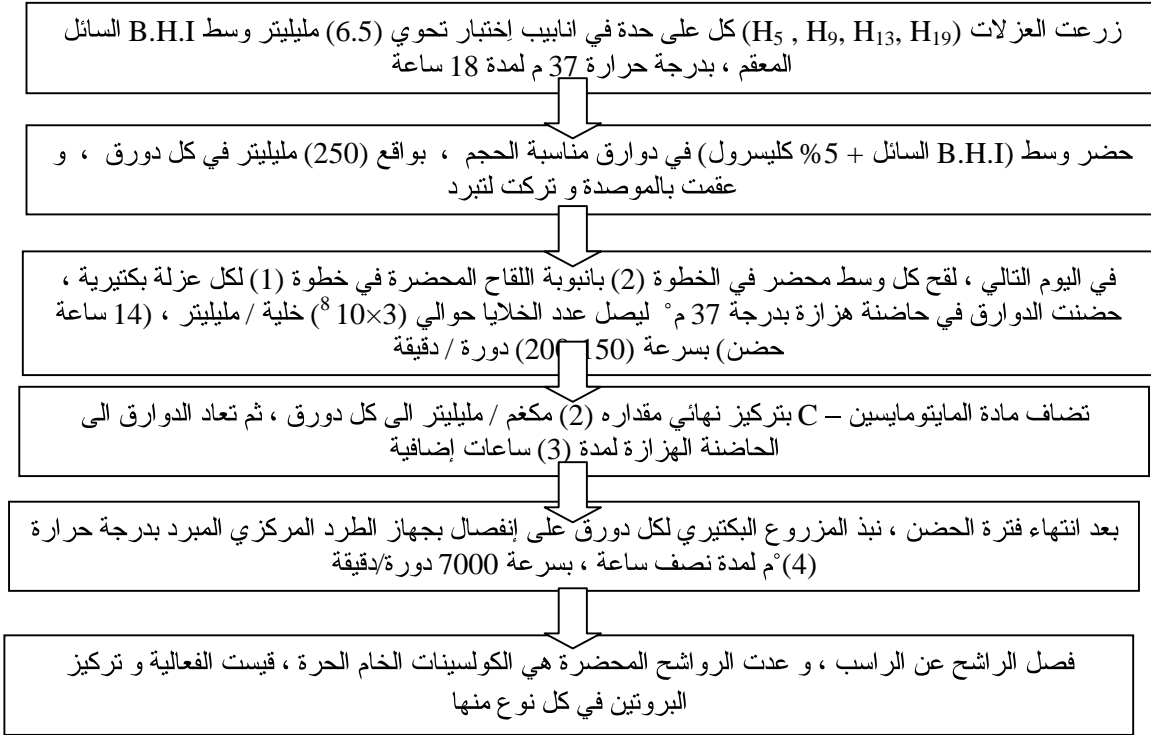 زرعت العزلات (H5 , H9, H13, H19) كل على حدة في انابيب إختبار تحوي (6.5) مليليتر وسط B.H.I السائل
المعقم ، بدرجة حرارة 37 م لمدة 18 ساعة
حضر وسط (B.H.I السائل + 5% كليسرول) في دوارق مناسبة الحجم ، بواقع (250) مليليتر في كل دورق ، و
عقمت بالموصدة و تركت لتبرد
في اليوم التالي ، لقح كل وسط محضر في الخطوة (2) بانبوبة اللقاح المحضرة في خطوة (1) لكل عزلة بكتيرية ،
حضنت الدوارق في حاضنة هزازة بدرجة 37 م° ليصل عدد الخلايا حوالي (3×10⁸) خلية / مليليتر ، (14 ساعة
حضن) بسرعة (150-200) دورة / دقيقة
تضاف مادة المايتومايسين – C بتركيز نهائي مقداره (2) مكغم / مليليتر الى كل دورق ، ثم تعاد الدوارق الى
الحاضنة الهزازة لمدة (3) ساعات إضافية
بعد انتهاء فترة الحضن ، نبذ المزروع البكتيري لكل دورق على إنفصال بجهاز الطرد المركزي المبرد بدرجة حرارة
(4)°م لمدة نصف ساعة ، بسرعة 7000 دورة/دقيقة
فصل الراشح عن الراسب ، و عدت الرواشح المحضرة هي الكولسينات الخام الحرة ، قيست الفعالية و تركيز
البروتين في كل نوع منها